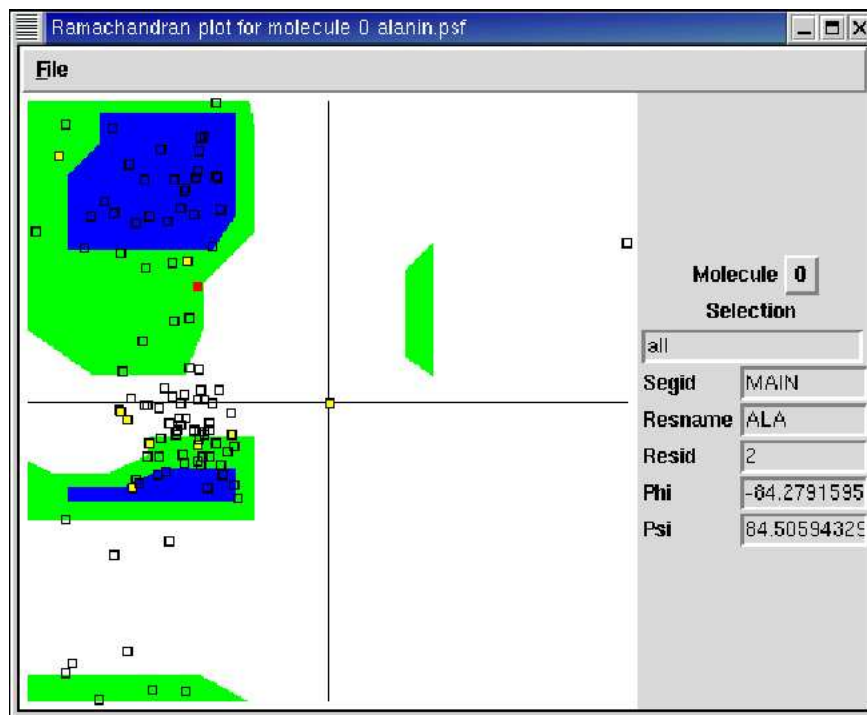 Ramachandran plot for molecule 0 alanin.psf
File
Molecule 0
Selection
all
Segid MAIN
Resname ALA
Resid 2
Phi -84.2791595
Psi 84.50594329